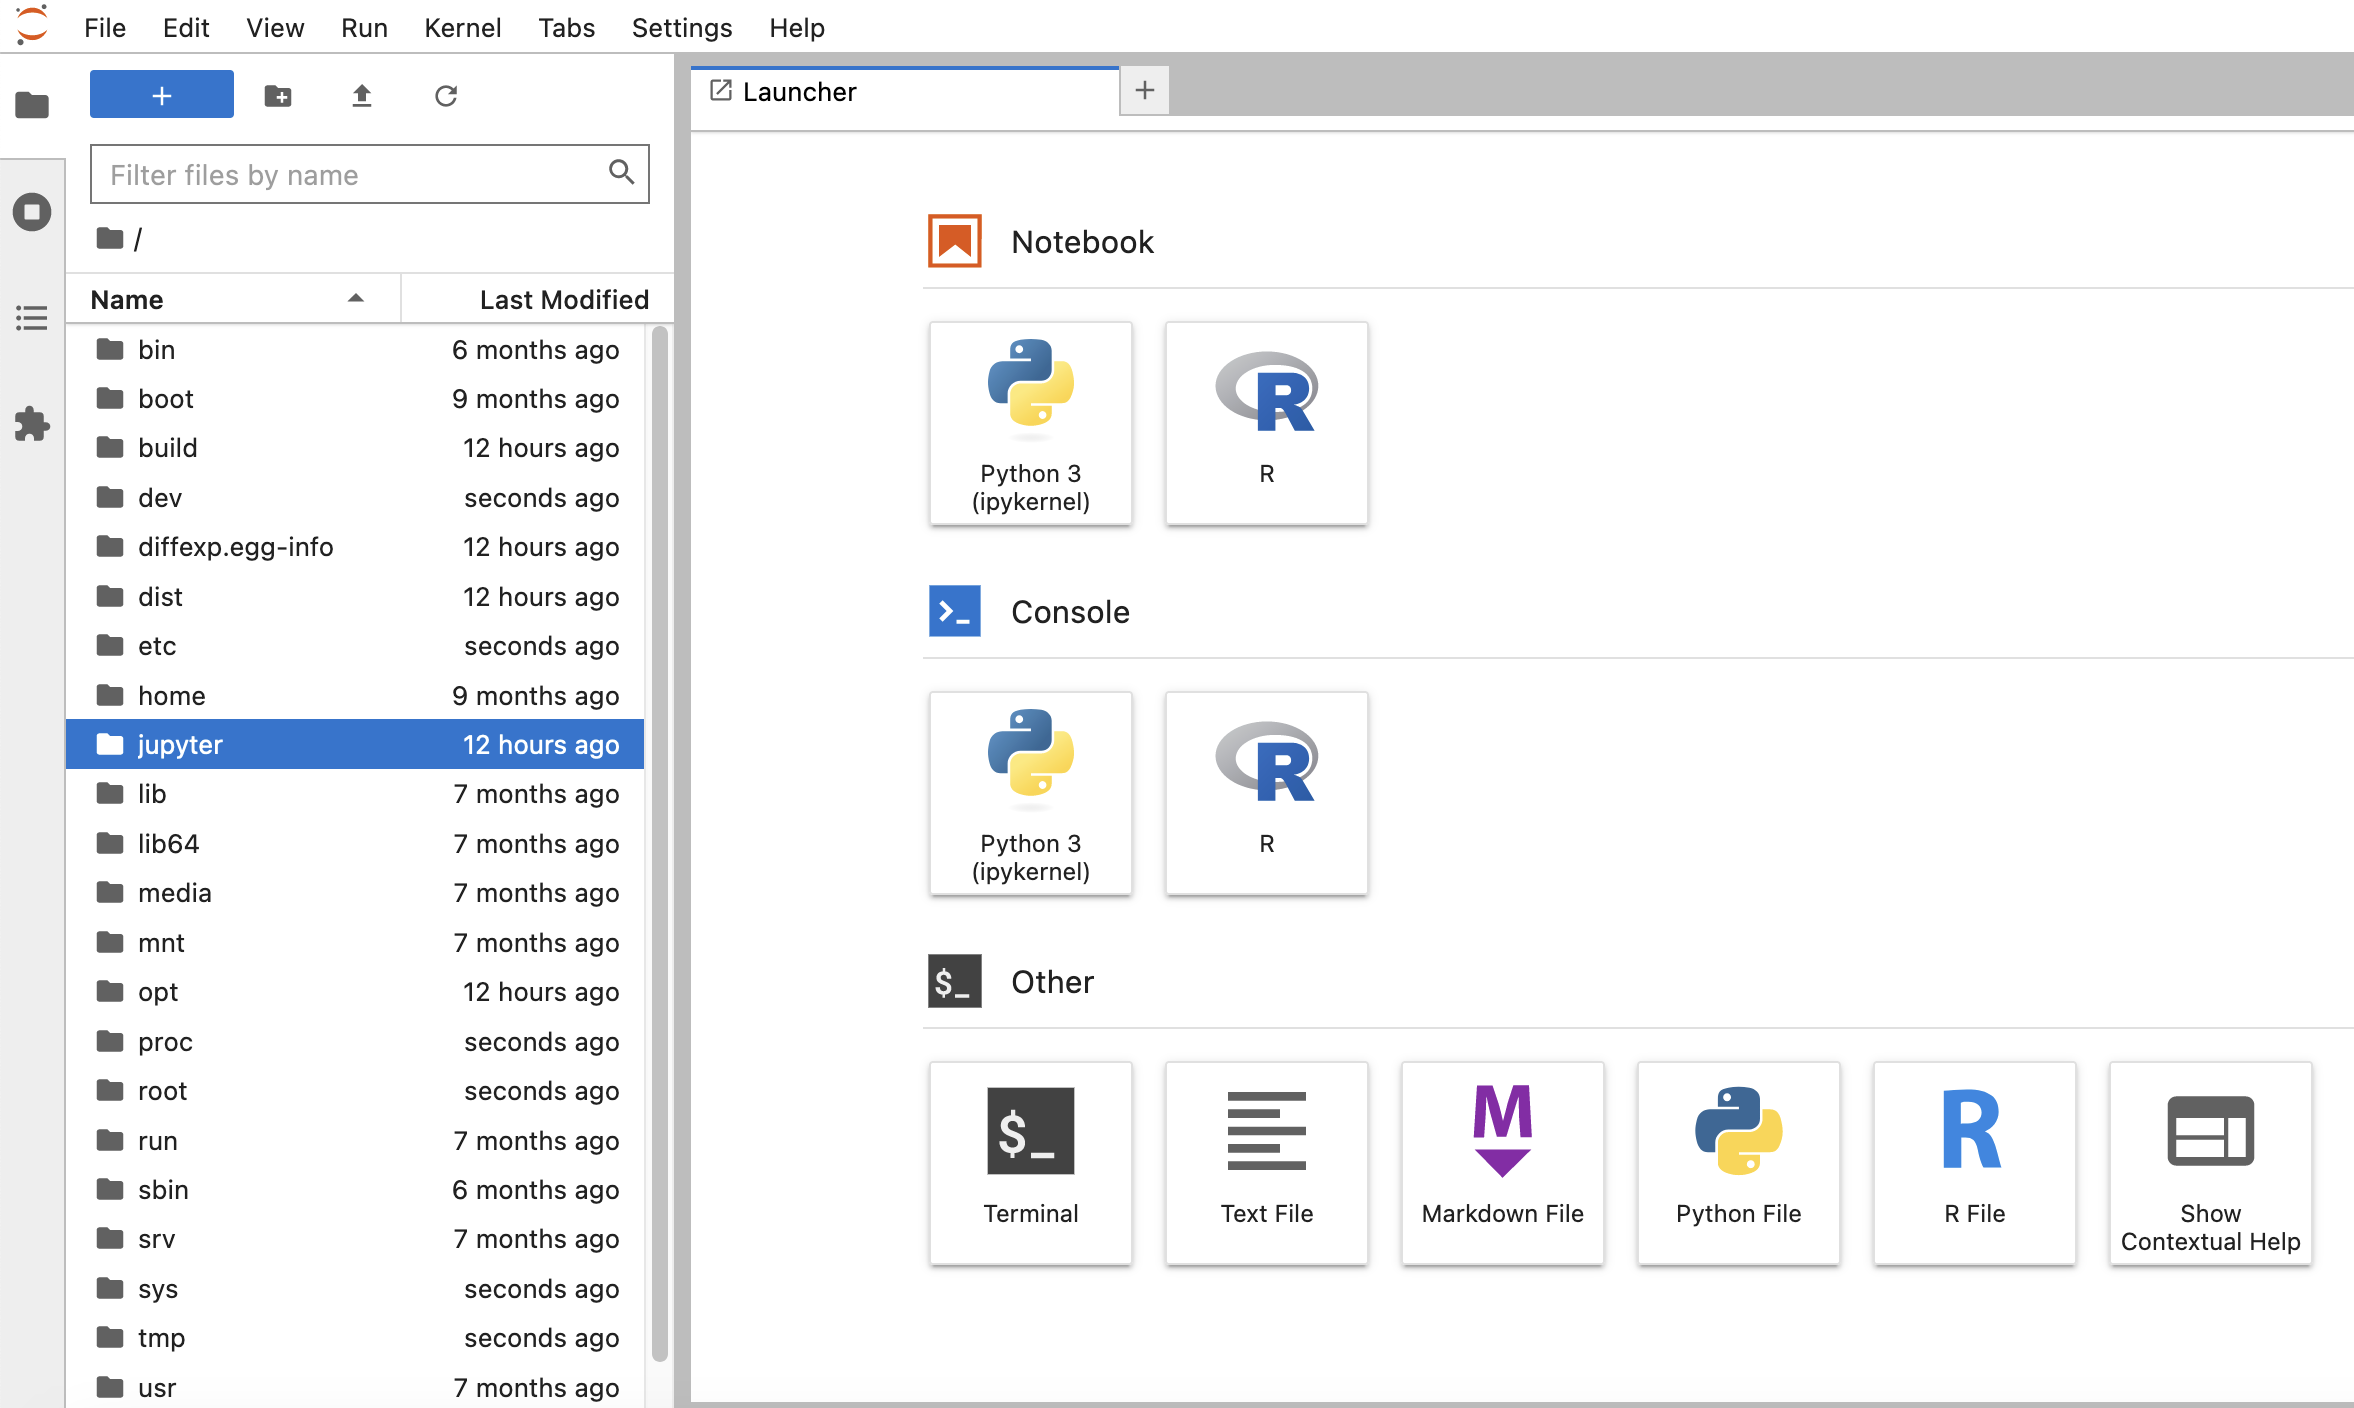 File Edit View Run Kernel Tabs Settings Help
+
Filter files by name
/
Name Last Modified
bin 6 months ago
boot 9 months ago
build 12 hours ago
dev seconds ago
diffexp.egg-info 12 hours ago
dist 12 hours ago
etc seconds ago
home 9 months ago
jupyter 12 hours ago
lib 7 months ago
lib64 7 months ago
media 7 months ago
mnt 7 months ago
opt 12 hours ago
proc seconds ago
root seconds ago
run 7 months ago
sbin 6 months ago
srv 7 months ago
sys seconds ago
tmp seconds ago
usr 7 months ago
Launcher +
Notebook
R
Python 3
(ipykernel)
R
>_ Console
R
Python 3
(ipykernel)
R
$_ Other
$_
Terminal
Text File
M
Markdown File
Python File
R
R File
Show
Contextual Help